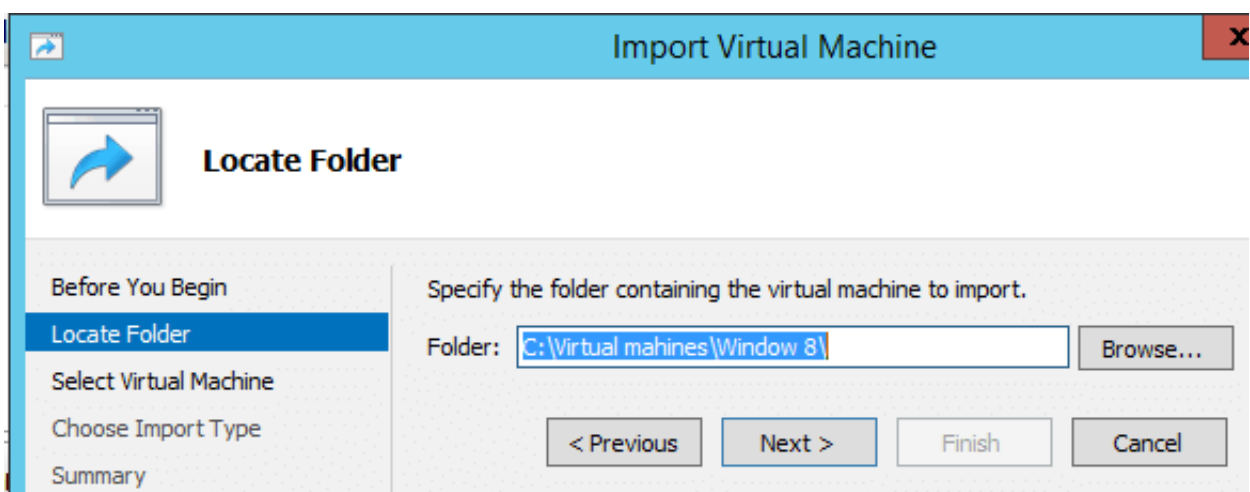 Import Virtual Machine
x
Locate Folder
Before You Begin
Locate Folder
Select Virtual Machine
Choose Import Type
Summary
Specify the folder containing the virtual machine to import.
Folder: C:\Virtual mahines\Window 8\ Browse...
< Previous Next > Finish Cancel